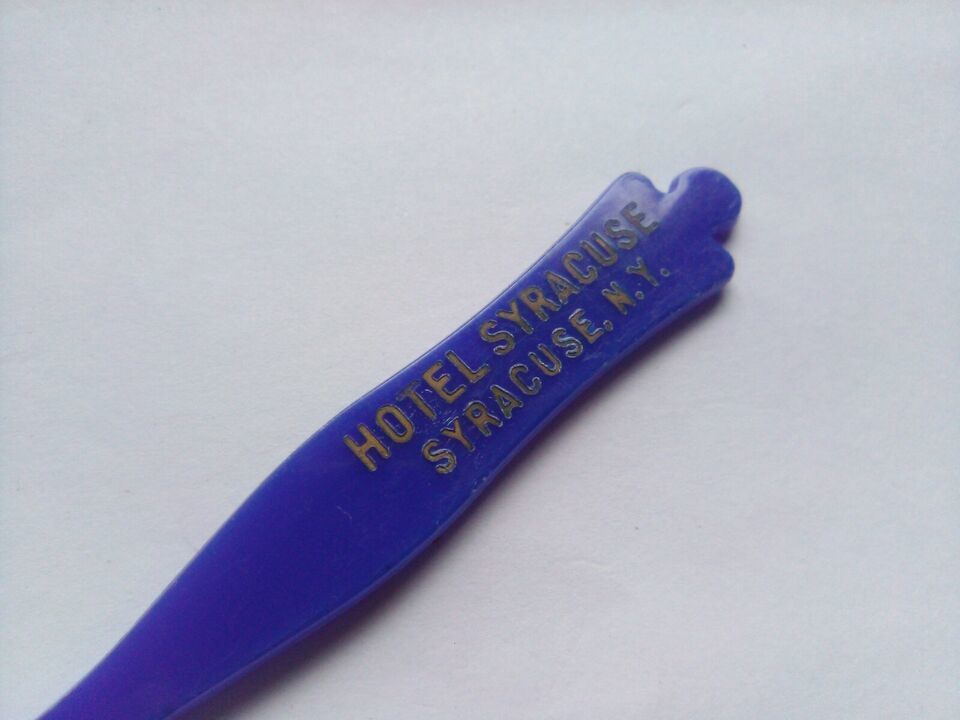 HOTEL SYRACUSE
SYRACUSE, N.Y.